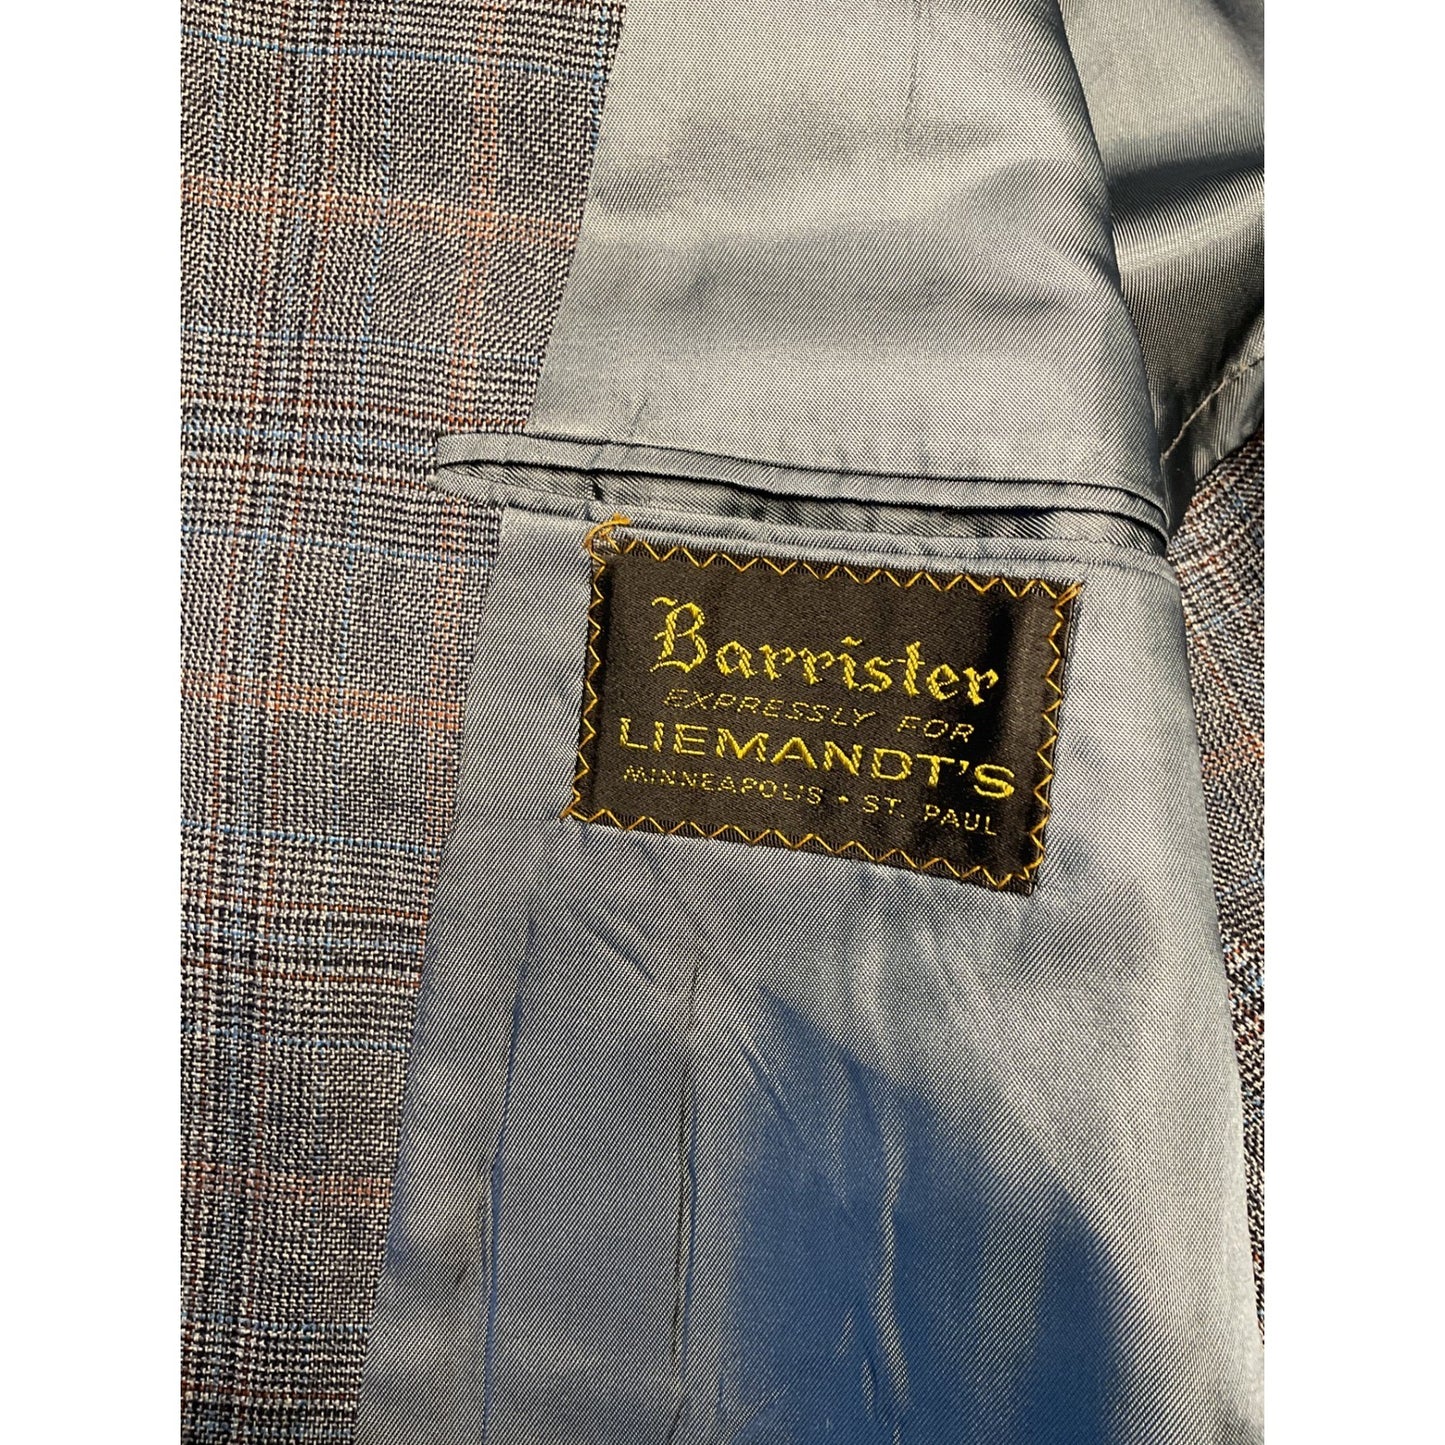 Barrister
EXPRESSLY FOR
LIEMANDT'S
MINNEAPOLIS • ST. PAUL